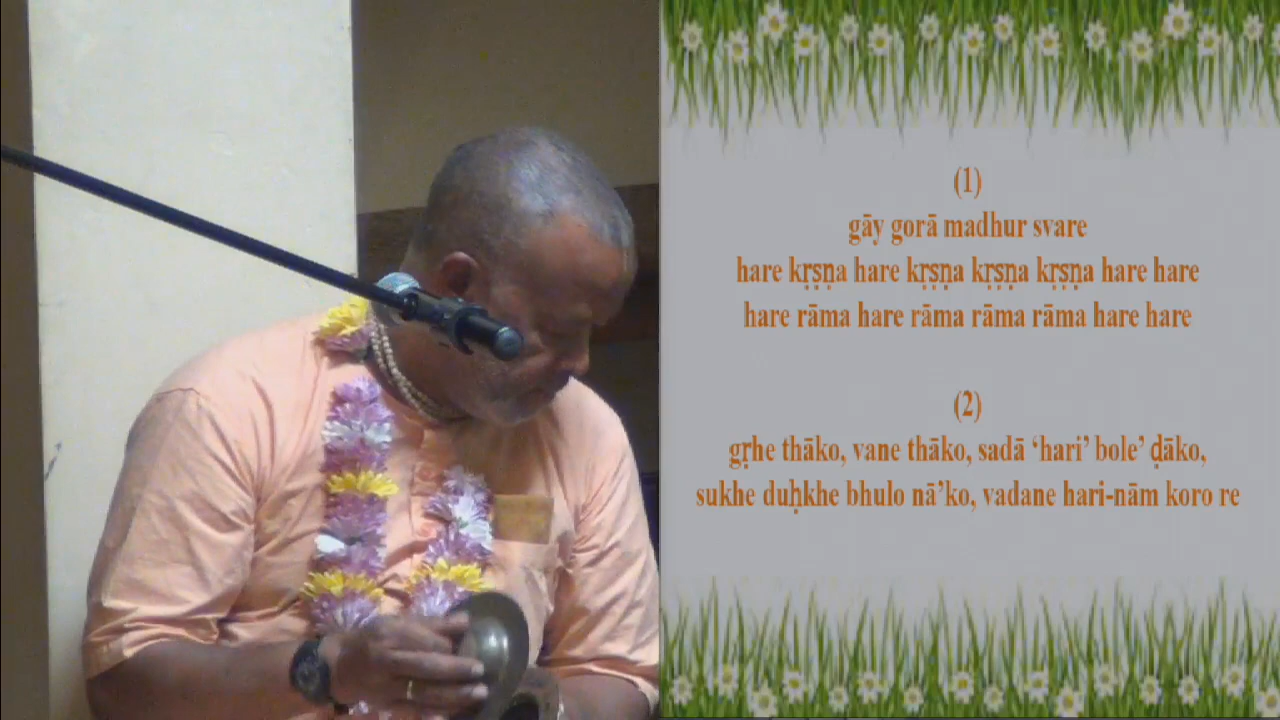 (1)
gāy gorā madhur svare
hare kṛṣṇa hare kṛṣṇa kṛṣṇa kṛṣṇa hare hare
hare rāma hare rāma rāma rāma hare hare
(2)
gṛhe thāko, vane thāko, sadā ‘hari’ bole’ ḍāko,
sukhe duḥkhe bhulo nā’ko, vadane hari-nām koro re